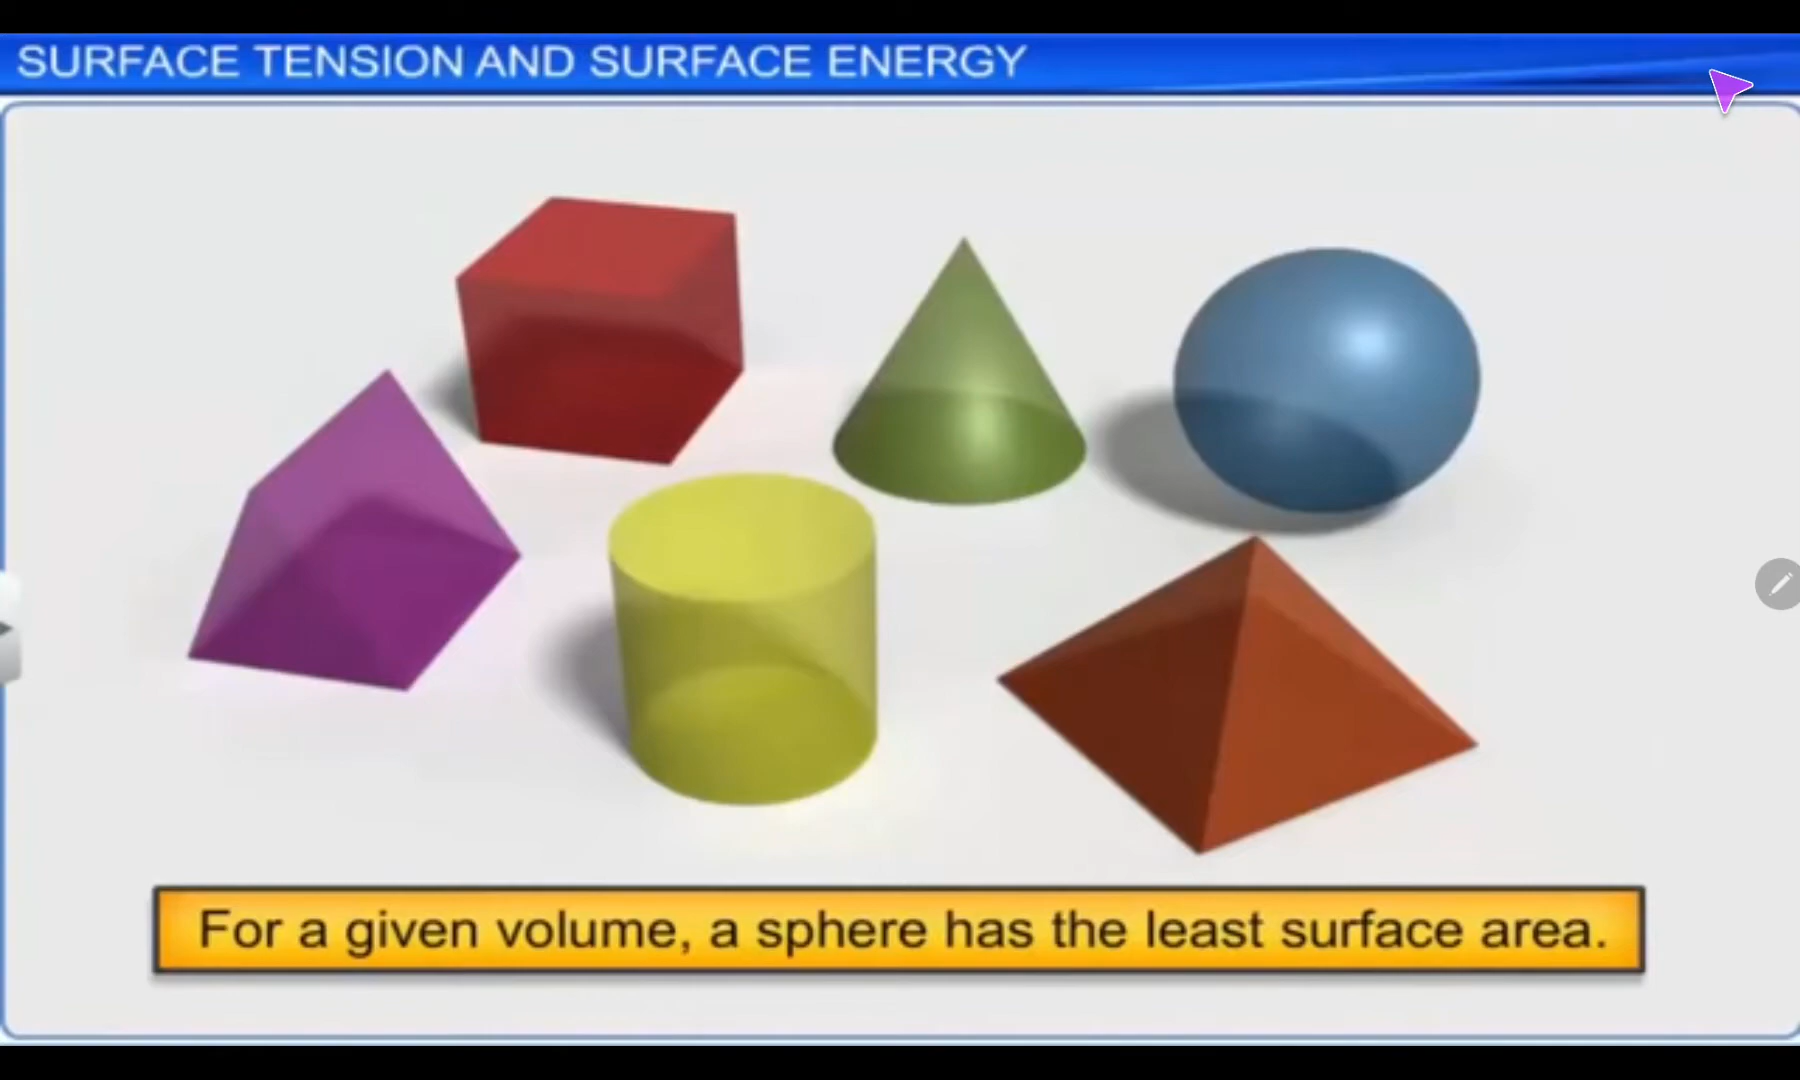 SURFACE TENSION AND SURFACE ENERGY
For a given volume, a sphere has the least surface area.